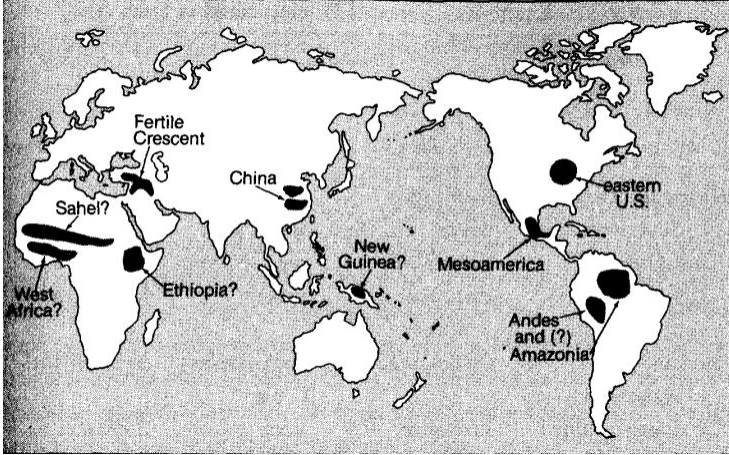 Fertile
Crescent
China
Sahel?
eastern
U.S.
New
Guinea?
Mesoamerica
Ethiopia?
West
Africa?
Andes
and (?)
Amazonia?